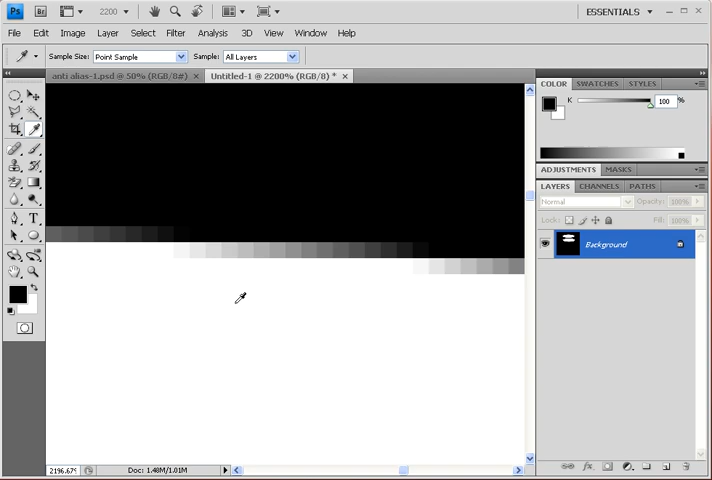 Ps Br 2200 ESSENTIALS
File Edit Image Layer Select Filter Analysis 3D View Window Help
Sample Size: Point Sample Sample: All Layers
anti alias-1.psd @ 50% (RGB/8#) × Untitled-1 @ 2200% (RGB/8) * ×
COLOR SWATCHES STYLES
K 100 %
ADJUSTMENTS MASKS
LAYERS CHANNELS PATHS
Normal Opacity: 100%
Lock: Fill: 100%
Background
T
2196.67% Doc: 1.48M/1.01M